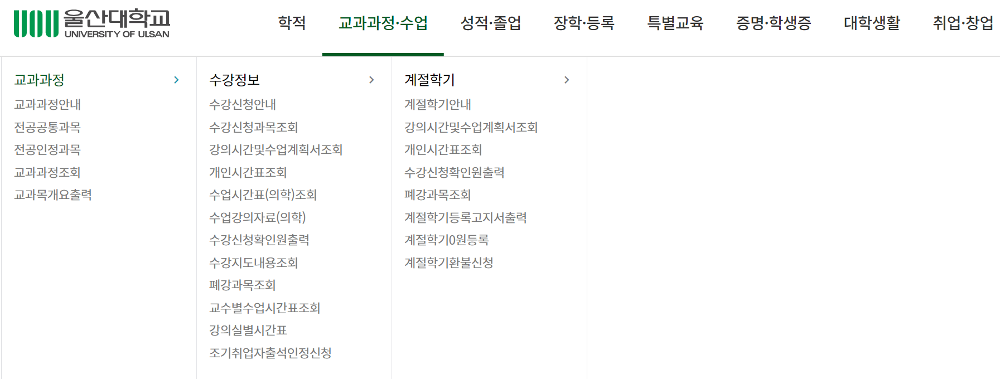 울산대학교
UNIVERSITY OF ULSAN
학적 교과과정·수업 성적·졸업 장학·등록 특별교육 증명·학생증 대학생활 취업·창업
교과과정
교과과정안내
전공공통과목
전공인정과목
교과과정조회
교과목개요출력
수강정보
수강신청안내
수강신청과목조회
강의시간및수업계획서조회
개인시간표조회
수업시간표(의학)조회
수업강의자료(의학)
수강신청확인원출력
수강지도내용조회
폐강과목조회
교수별수업시간표조회
강의실별시간표
조기취업자출석인정신청
계절학기
계절학기안내
강의시간및수업계획서조회
개인시간표조회
수강신청확인원출력
폐강과목조회
계절학기등록고지서출력
계절학기0원등록
계절학기환불신청